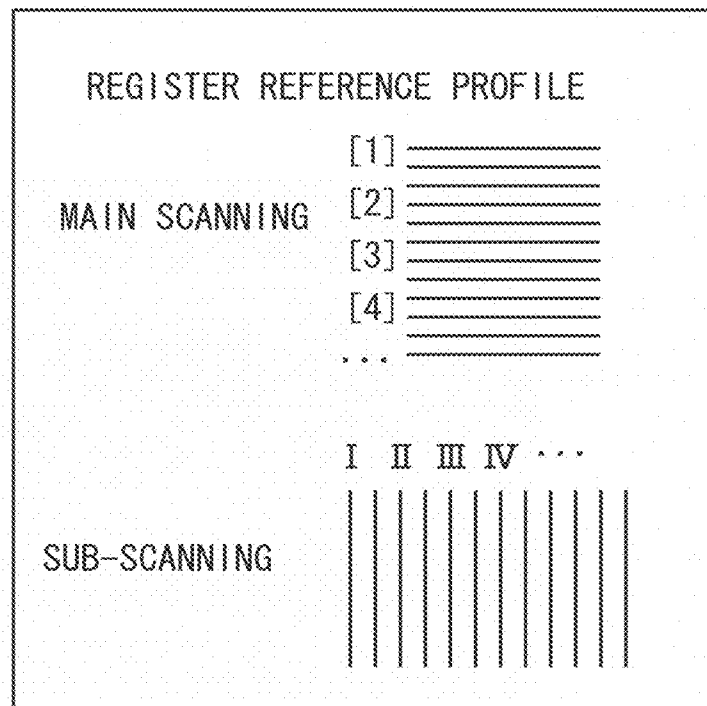 REGISTER REFERENCE PROFILE
[1]
MAIN SCANNING [2]
[3]
[4]
...
I II III IV ...
SUB-SCANNING